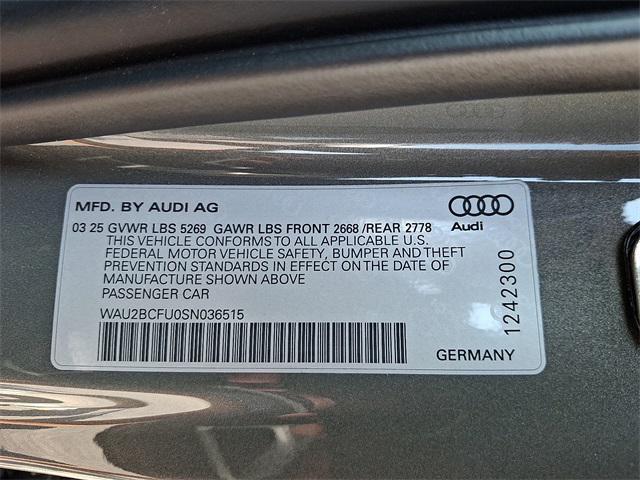 MFD. BY AUDI AG
Audi
03 25 GVWR LBS 5269 GAWR LBS FRONT 2668 /REAR 2778
THIS VEHICLE CONFORMS TO ALL APPLICABLE U.S.
FEDERAL MOTOR VEHICLE SAFETY, BUMPER AND THEFT
PREVENTION STANDARDS IN EFFECT ON THE DATE OF
MANUFACTURE SHOWN ABOVE
PASSENGER CAR
WAU2BCFU0SN036515
1242300
GERMANY